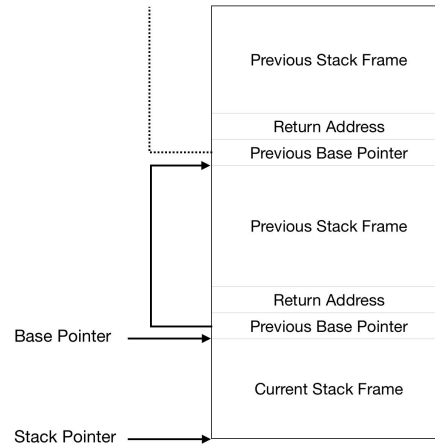 Previous Stack Frame
Return Address
Previous Base Pointer
Previous Stack Frame
Return Address
Previous Base Pointer
Base Pointer
Current Stack Frame
Stack Pointer